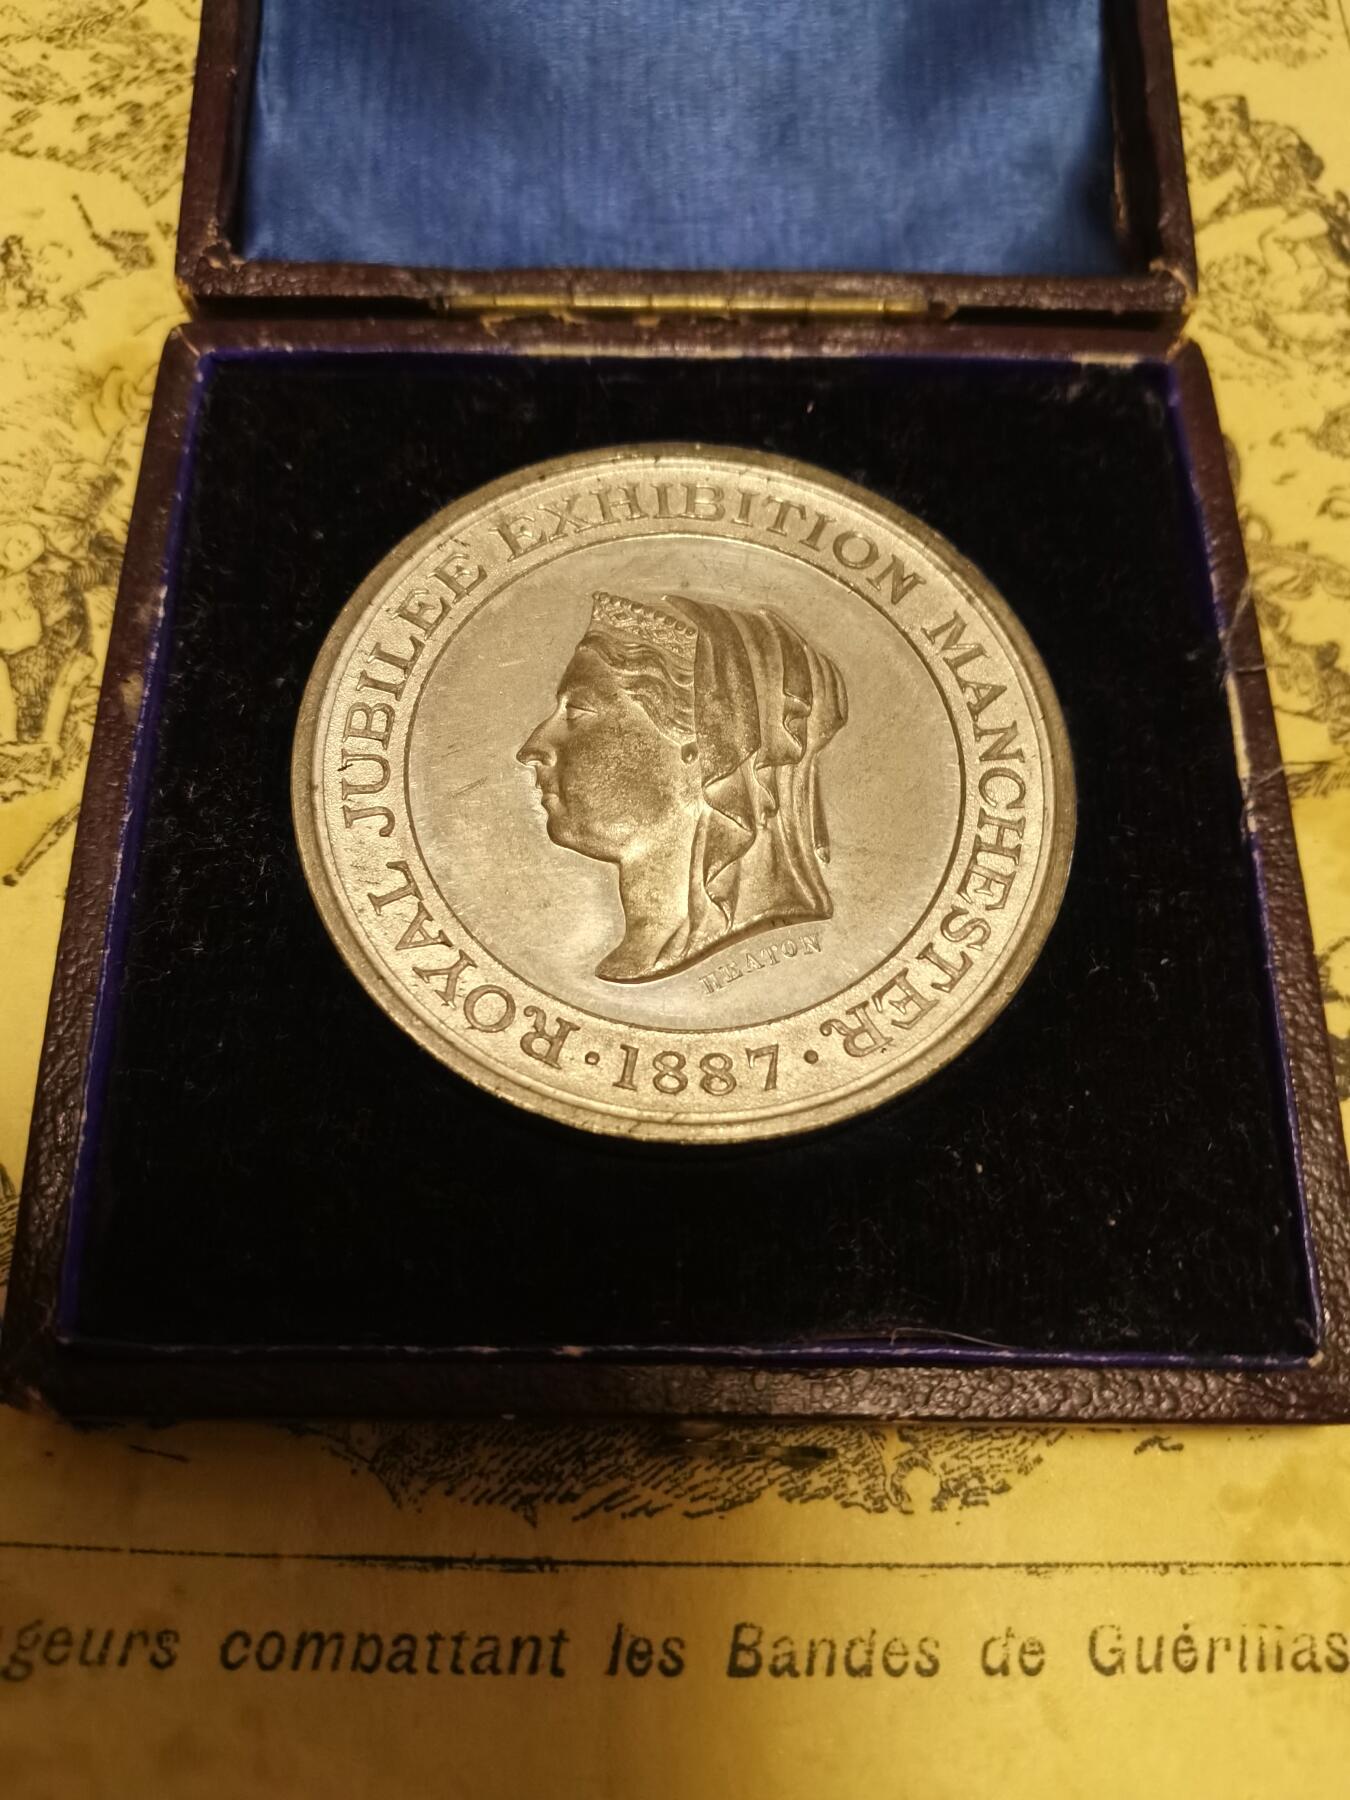 ROYAL JUBILEE EXHIBITION MANCHESTER
· 1887 ·
HEATON
geurs combattant les Bandes de Guérillas